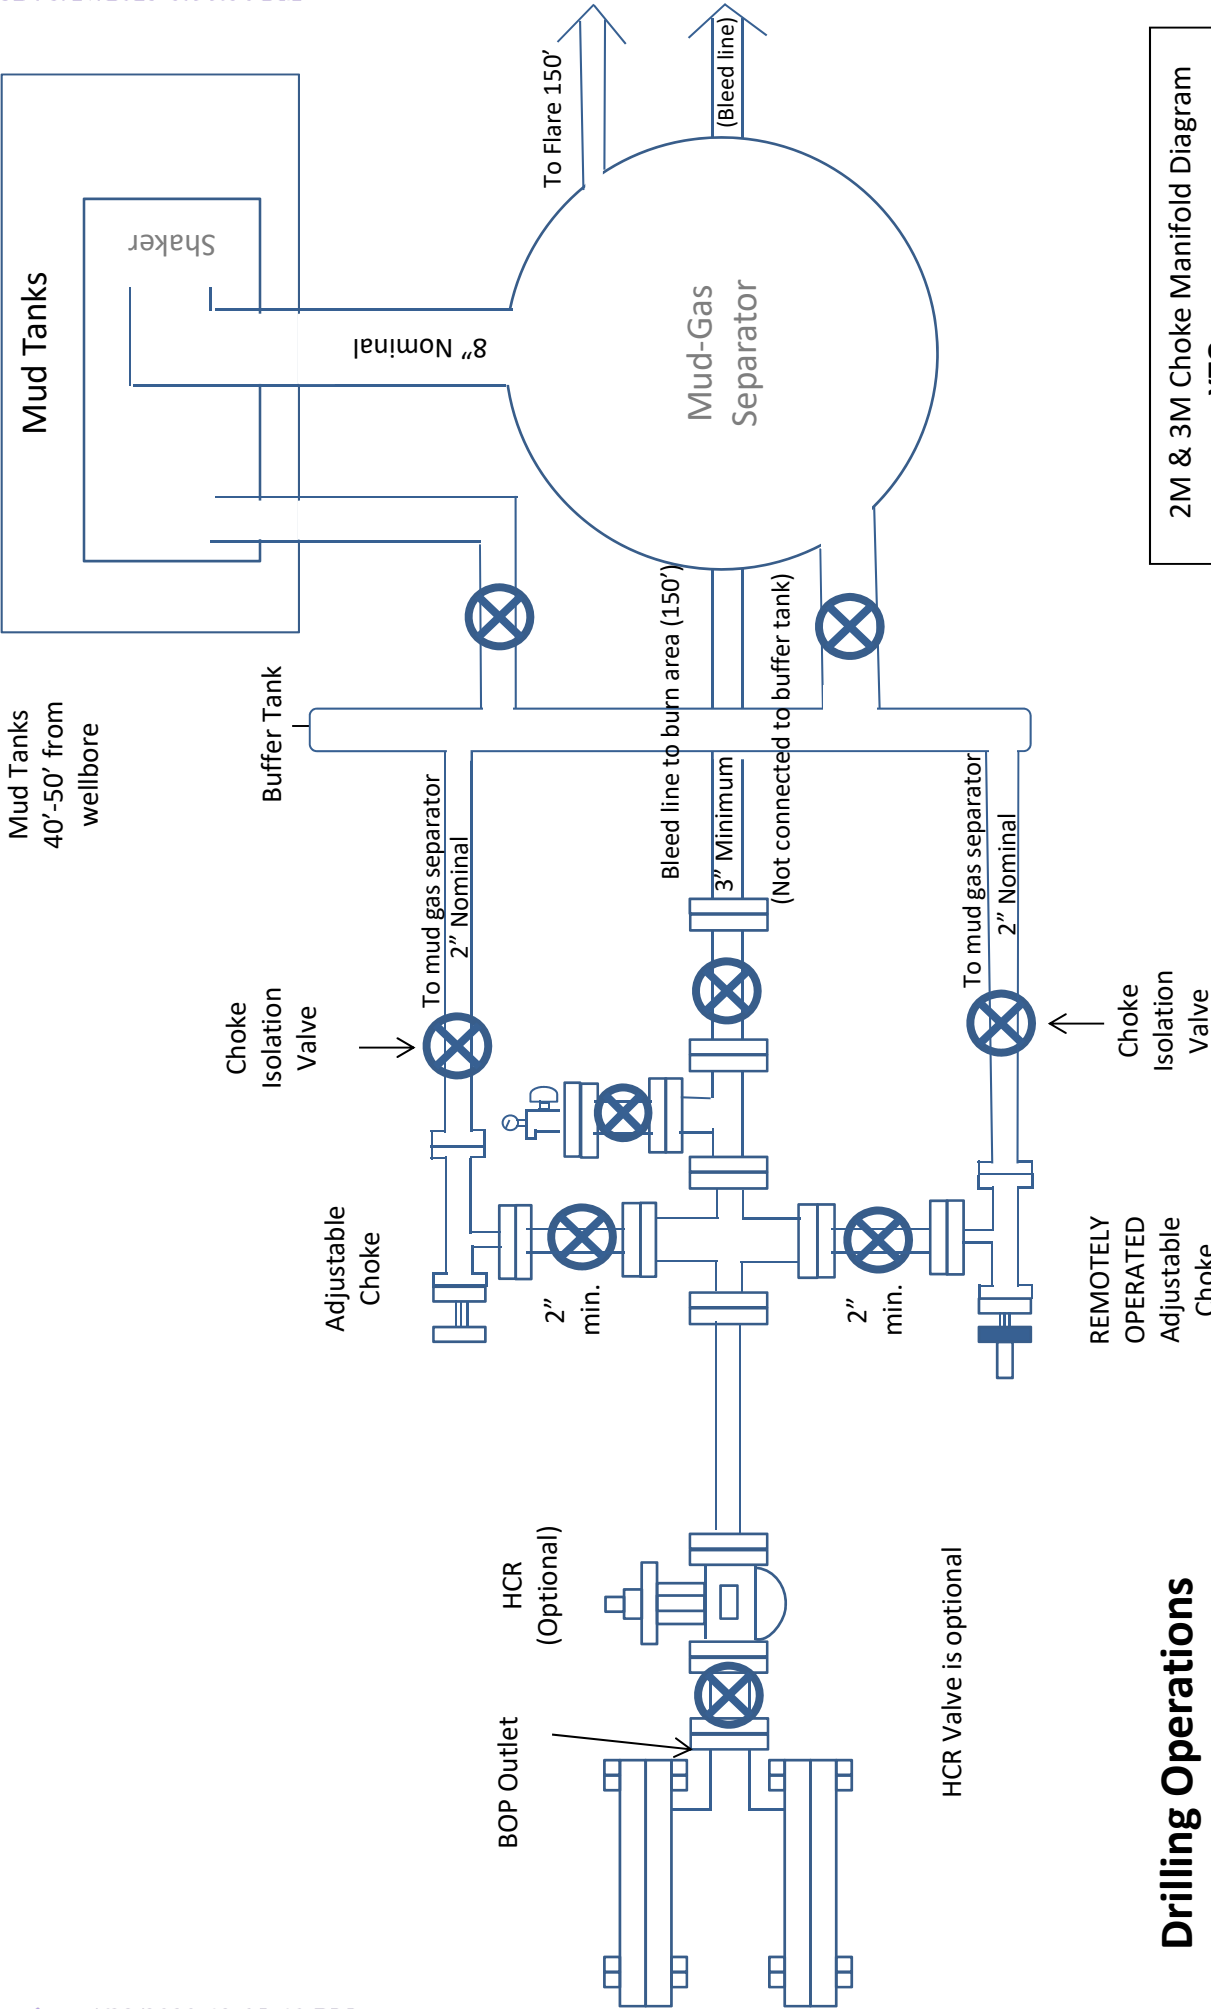 Mud Tanks
40’-50’ from
wellbore
Mud Tanks
Shaker
8” Nominal
Buffer Tank
To Flare 150’
(Bleed line)
Mud-Gas
Separator
Choke
Isolation
Valve
To mud gas separator
2” Nominal
Bleed line to burn area (150’)
3” Minimum
(Not connected to buffer tank)
To mud gas separator
2” Nominal
Choke
Isolation
Valve
Adjustable
Choke
2”
min.
2”
min.
REMOTELY
OPERATED
Adjustable
Choke
HCR
(Optional)
BOP Outlet
HCR Valve is optional
Drilling Operations
2M & 3M Choke Manifold Diagram